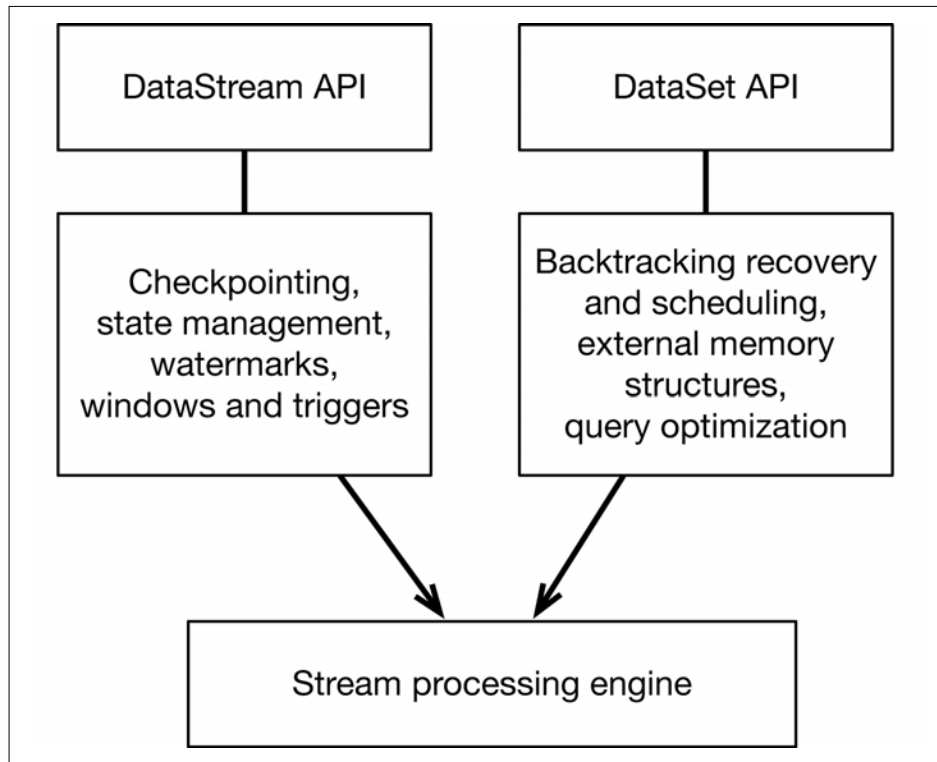 DataStream API
DataSet API
Checkpointing,
state management,
watermarks,
windows and triggers
Backtracking recovery
and scheduling,
external memory
structures,
query optimization
Stream processing engine